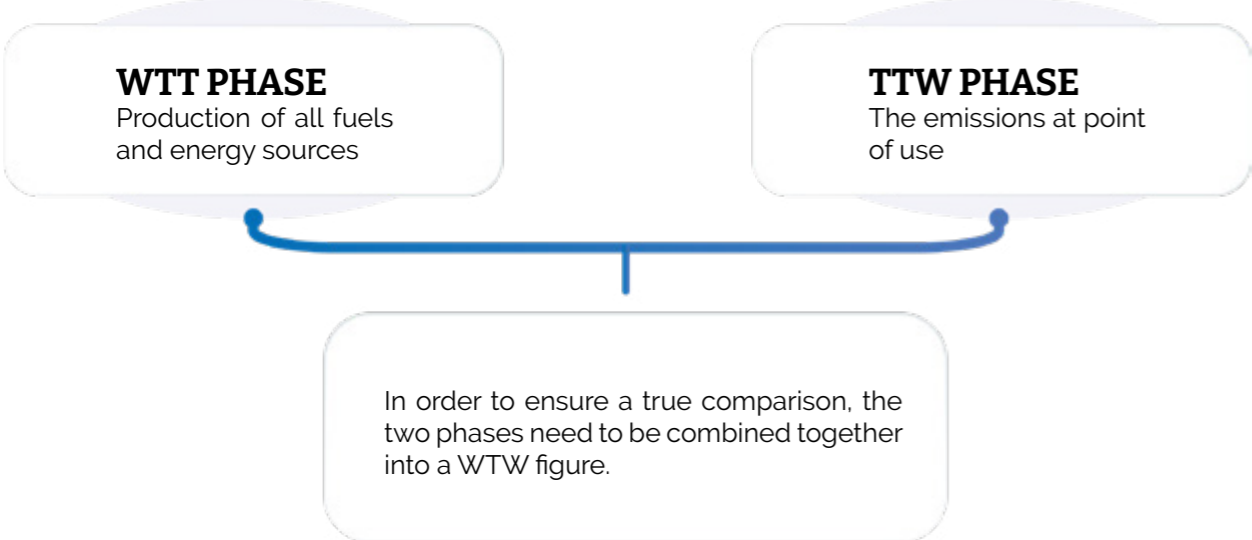 WTT PHASE
Production of all fuels
and energy sources
TTW PHASE
The emissions at point
of use
In order to ensure a true comparison, the
two phases need to be combined together
into a WTW figure.